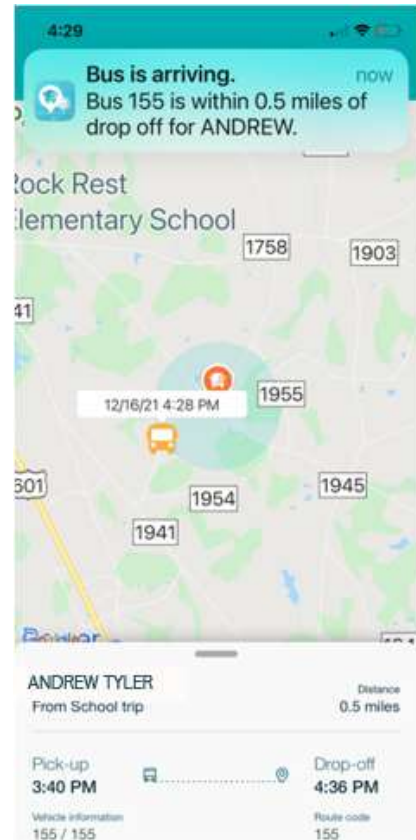 4:29
Bus is arriving. now
Bus 155 is within 0.5 miles of
drop off for ANDREW.
Rock Rest
Elementary School
1758
1903
41
1955
12/16/21 4:28 PM
601
1954
1945
1941
ANDREW TYLER
Distance
From School trip
0.5 miles
Pick-up
Drop-off
3:40 PM
4:36 PM
Vehicle information
Route code
155 / 155
155